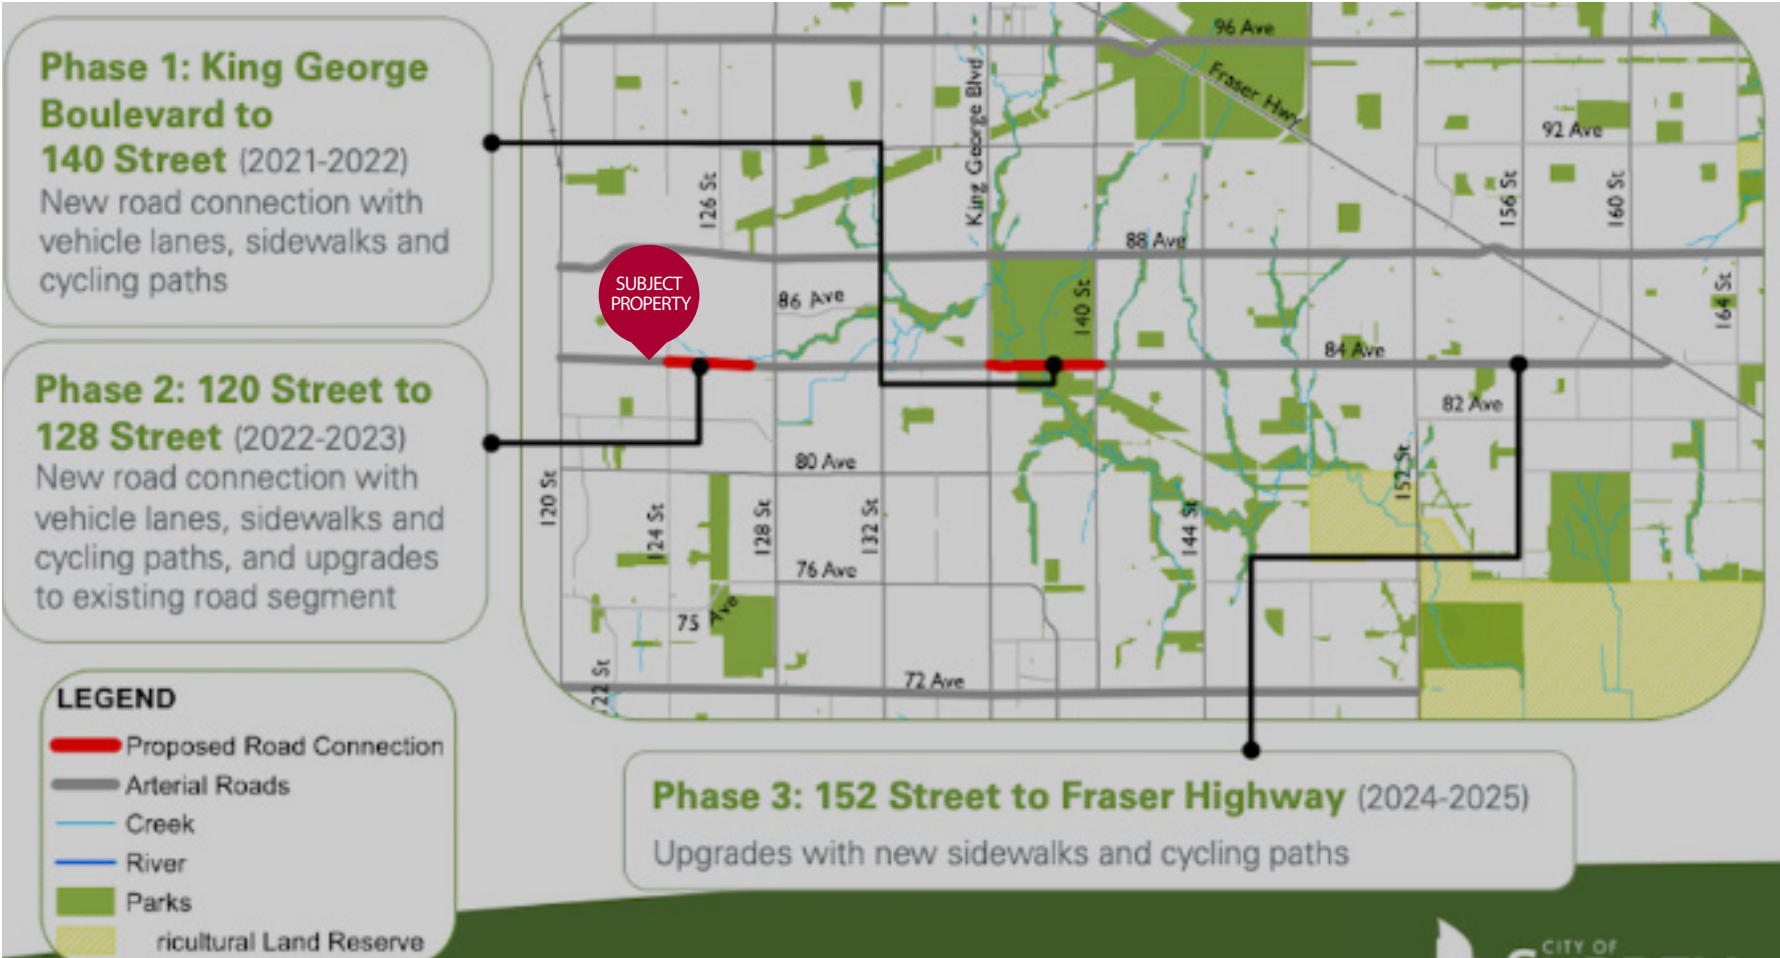 Phase 1: King George
Boulevard to
140 Street (2021-2022)
New road connection with
vehicle lanes, sidewalks and
cycling paths
Phase 2: 120 Street to
128 Street (2022-2023)
New road connection with
vehicle lanes, sidewalks and
cycling paths, and upgrades
to existing road segment
LEGEND
Proposed Road Connection
Arterial Roads
Creek
River
Parks
ricultural Land Reserve
96 Ave
Fraser Hwy
King George Blvd
92 Ave
126 St
156 St
160 St
88 Ave
SUBJECT
PROPERTY
86 Ave
140 St
164 St
84 Ave
82 Ave
80 Ave
152 St
120 St
124 St
128 St
132 St
144 St
76 Ave
75 Ave
122 St
72 Ave
Phase 3: 152 Street to Fraser Highway (2024-2025)
Upgrades with new sidewalks and cycling paths
CITY OF